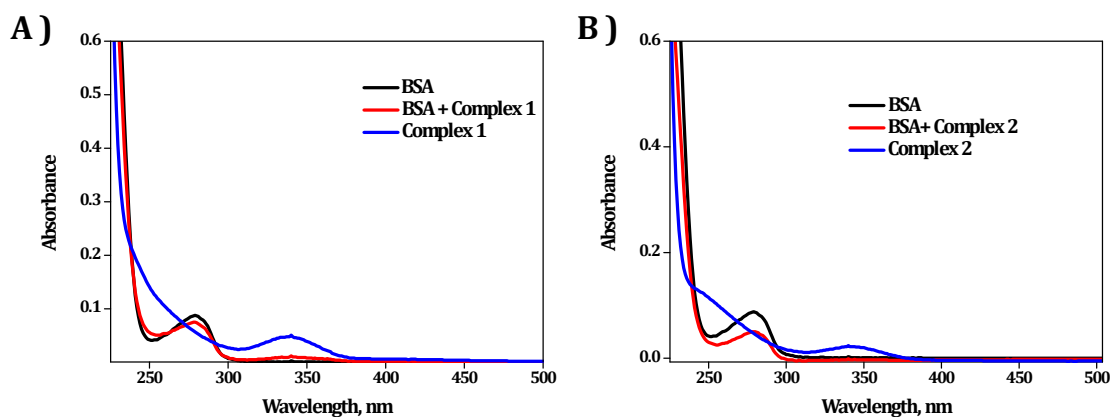 A )
0.6
0.5
0.4
0.3
0.2
0.1
Absorbance
BSA
BSA + Complex 1
Complex 1
250 300 350 400 450 500
Wavelength, nm
B )
0.6
0.4
0.2
0.0
Absorbance
BSA
BSA+ Complex 2
Complex 2
250 300 350 400 450 500
Wavelength, nm